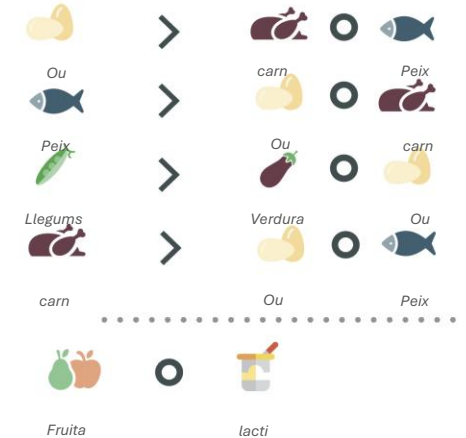 Ou carn Peix
Peix Ou carn
Llegums Verdura Ou
carn Ou Peix
Fruita lacti